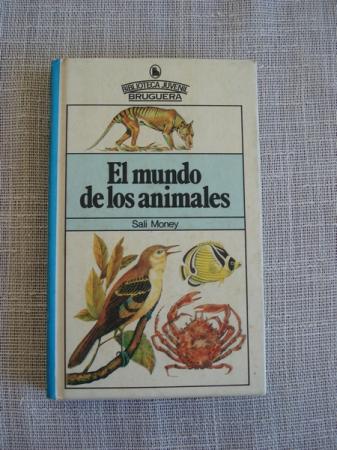 BIBLIOTECA JUVENIL
BRUGUERA
El mundo
de los animales
Sali Money